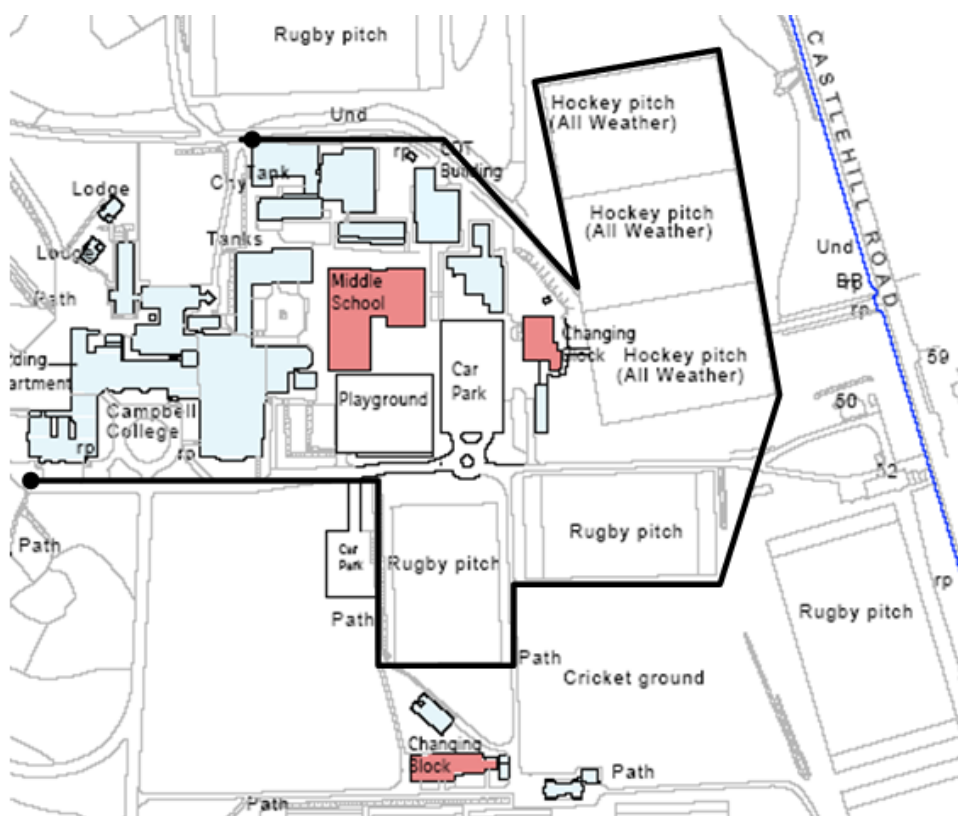 Rugby pitch
CASTLEHILL ROAD
Hockey pitch
(All Weather)
Und
rp
Building
Tank
Lodge
Hockey pitch
(All Weather)
Tanks
Und
Path
Middle
School
rp
Changing
Block
Hockey pitch
(All Weather)
59
Car
Park
Playground
50
Campbell
College
rp
rp
52
Path
Rugby pitch
Car
Park
Rugby pitch
rp
Rugby pitch
Path
Path
Cricket ground
Changing
Block
Path
Path